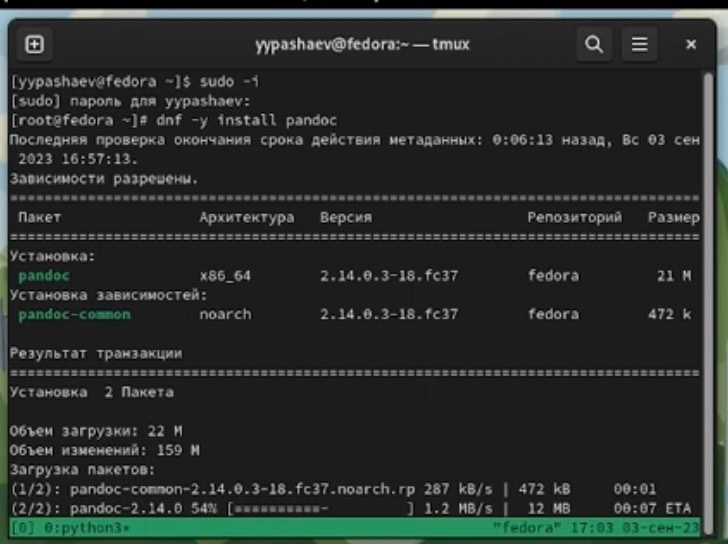 yypashaev@fedora:~ — tmux
[yypashaev@fedora ~]$ sudo -i
[sudo] пароль для yypashaev:
[root@fedora ~]# dnf -y install pandoc
Последняя проверка окончания срока действия метаданных: 0:06:13 назад, Вс 03 сен
2023 16:57:13.
Зависимости разрешены.
================================================================================
Пакет Архитектура Версия Репозиторий Размер
================================================================================
Установка:
pandoc x86_64 2.14.0.3-18.fc37 fedora 21 M
Установка зависимостей:
pandoc-common noarch 2.14.0.3-18.fc37 fedora 472 k
Результат транзакции
================================================================================
Установка 2 Пакета
Объем загрузки: 22 M
Объем изменений: 159 M
Загрузка пакетов:
(1/2): pandoc-common-2.14.0.3-18.fc37.noarch.rp 287 kB/s | 472 kB 00:01
(2/2): pandoc-2.14.0 54% [==========- ] 1.2 MB/s | 12 MB 00:07 ETA
[0] 0:python3* "fedora" 17:03 03-сен-23